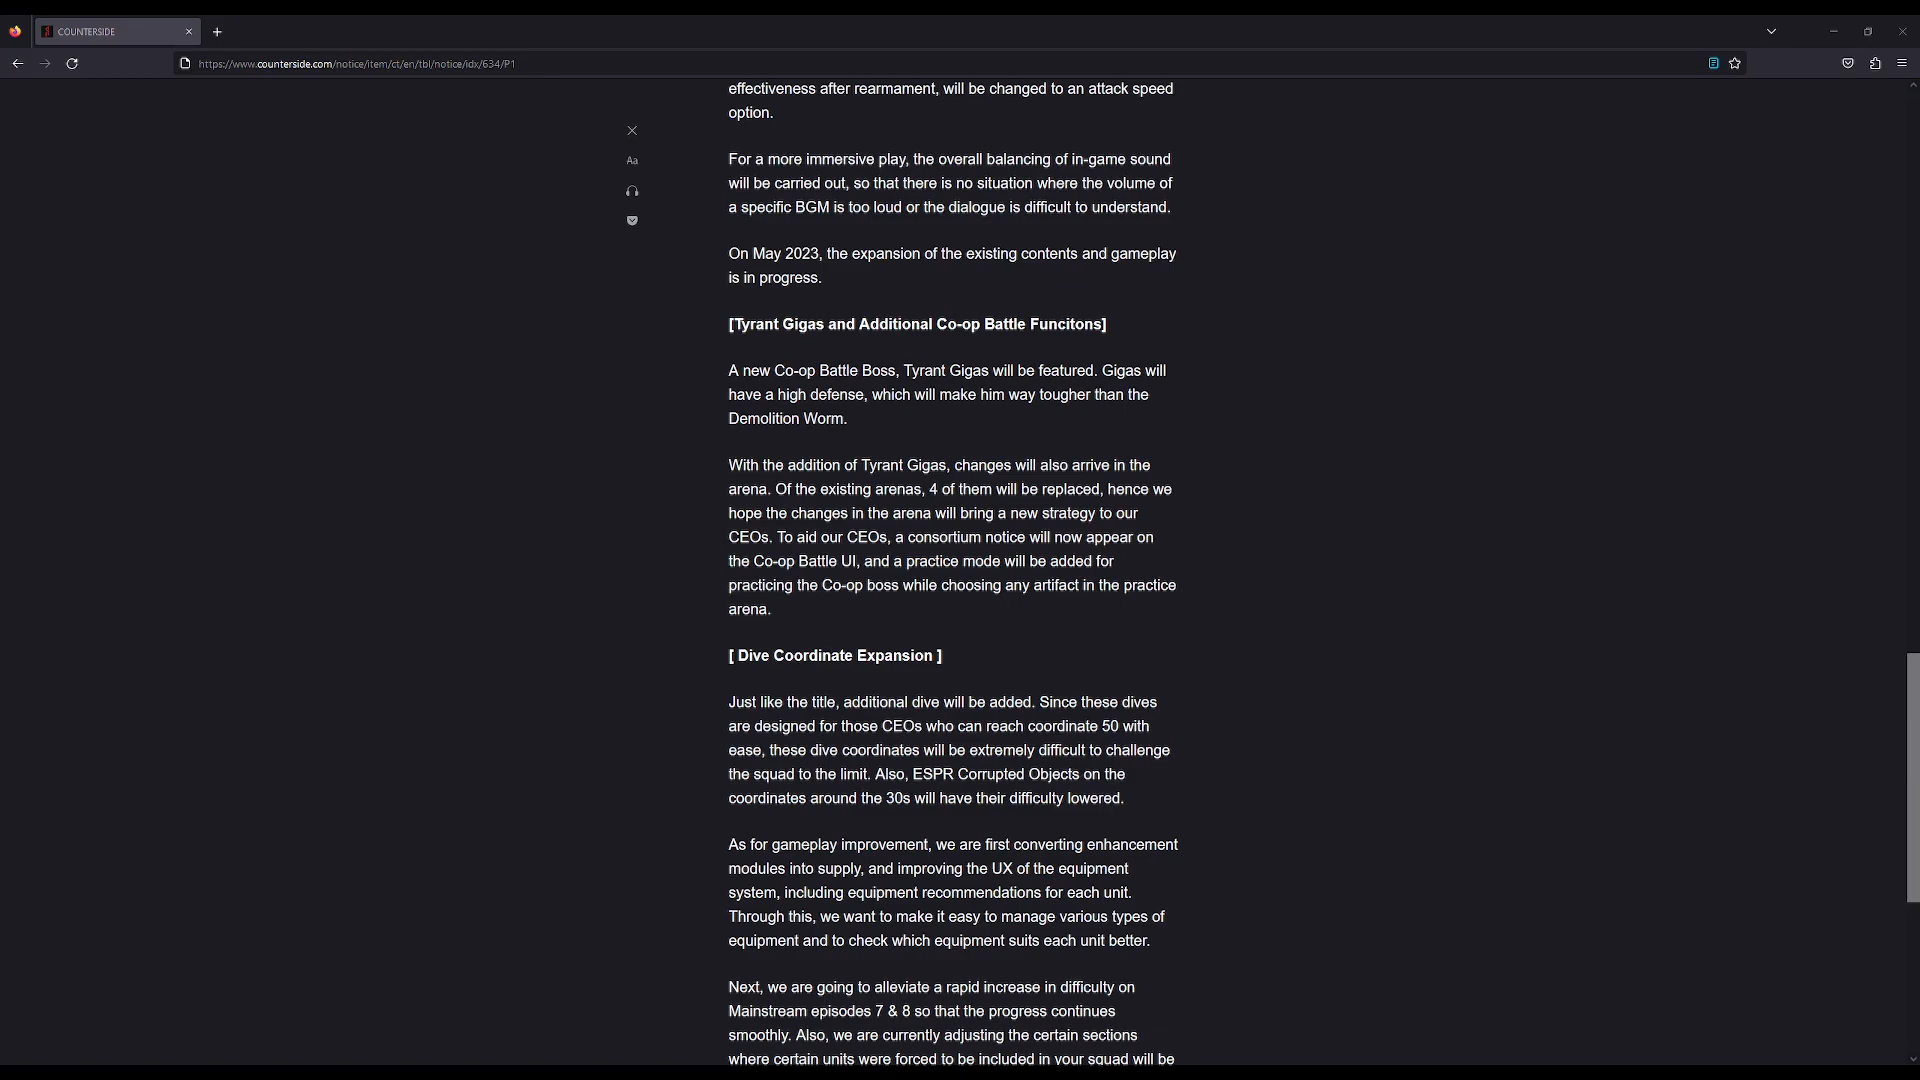 COUNTERSIDE
https://www.counterside.com/notice/item/ct/en/tbl/notice/idx/634/P1
effectiveness after rearmament, will be changed to an attack speed
option.
Aa
For a more immersive play, the overall balancing of in-game sound
will be carried out, so that there is no situation where the volume of
a specific BGM is too loud or the dialogue is difficult to understand.
On May 2023, the expansion of the existing contents and gameplay
is in progress.
[Tyrant Gigas and Additional Co-op Battle Funcitons]
A new Co-op Battle Boss, Tyrant Gigas will be featured. Gigas will
have a high defense, which will make him way tougher than the
Demolition Worm.
With the addition of Tyrant Gigas, changes will also arrive in the
arena. Of the existing arenas, 4 of them will be replaced, hence we
hope the changes in the arena will bring a new strategy to our
CEOs. To aid our CEOs, a consortium notice will now appear on
the Co-op Battle UI, and a practice mode will be added for
practicing the Co-op boss while choosing any artifact in the practice
arena.
[ Dive Coordinate Expansion ]
Just like the title, additional dive will be added. Since these dives
are designed for those CEOs who can reach coordinate 50 with
ease, these dive coordinates will be extremely difficult to challenge
the squad to the limit. Also, ESPR Corrupted Objects on the
coordinates around the 30s will have their difficulty lowered.
As for gameplay improvement, we are first converting enhancement
modules into supply, and improving the UX of the equipment
system, including equipment recommendations for each unit.
Through this, we want to make it easy to manage various types of
equipment and to check which equipment suits each unit better.
Next, we are going to alleviate a rapid increase in difficulty on
Mainstream episodes 7 & 8 so that the progress continues
smoothly. Also, we are currently adjusting the certain sections
where certain units were forced to be included in your squad will be